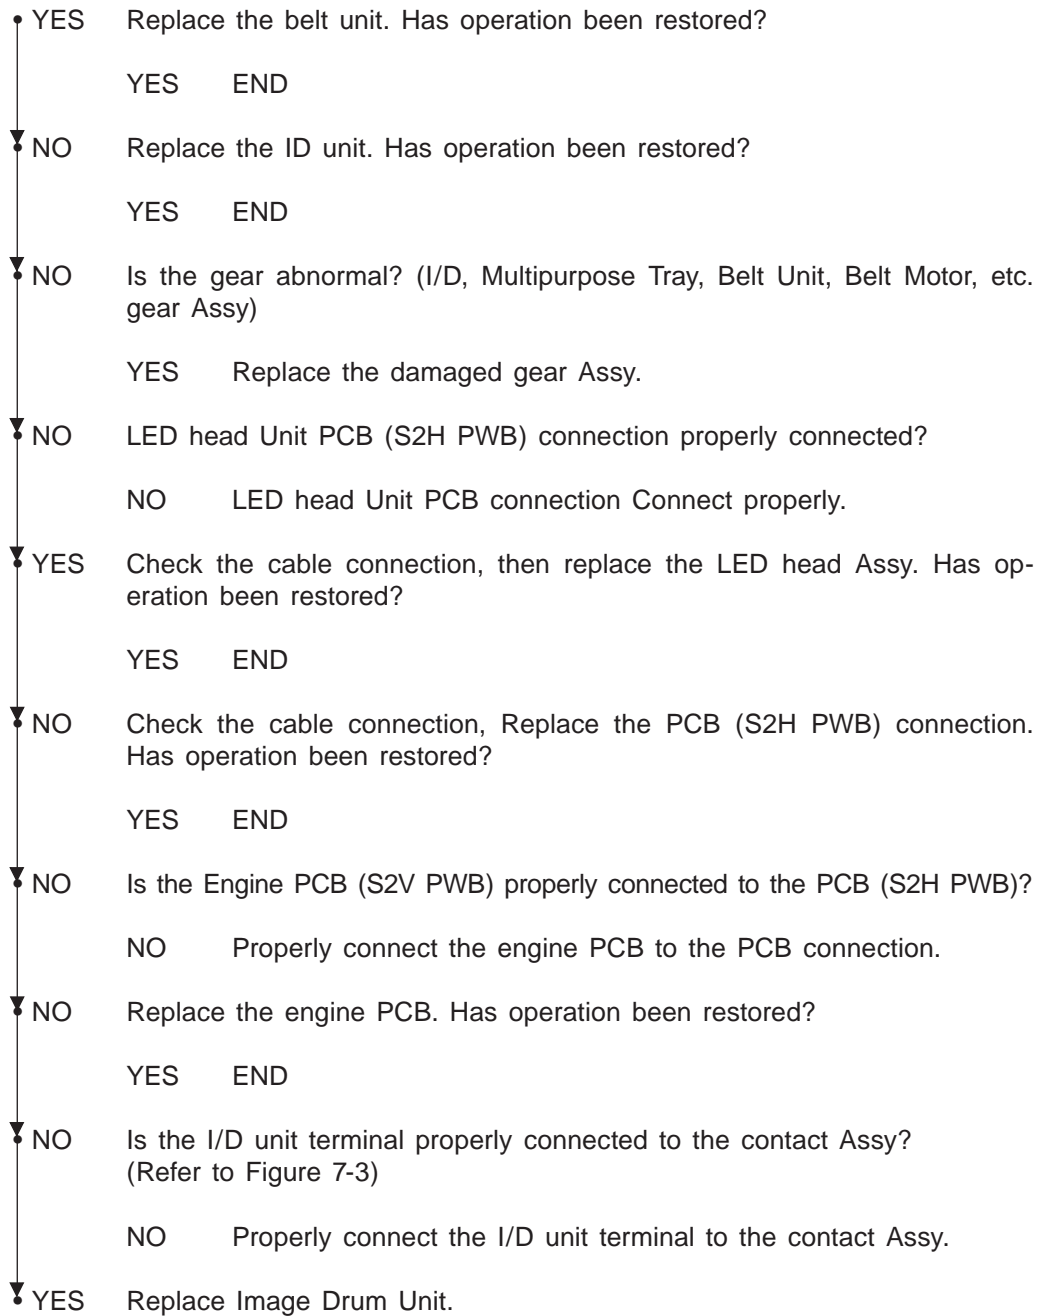 YES Replace the belt unit. Has operation been restored?
YES END
NO Replace the ID unit. Has operation been restored?
YES END
NO Is the gear abnormal? (I/D, Multipurpose Tray, Belt Unit, Belt Motor, etc.
gear Assy)
YES Replace the damaged gear Assy.
NO LED head Unit PCB (S2H PWB) connection properly connected?
NO LED head Unit PCB connection Connect properly.
YES Check the cable connection, then replace the LED head Assy. Has op-
eration been restored?
YES END
NO Check the cable connection, Replace the PCB (S2H PWB) connection.
Has operation been restored?
YES END
NO Is the Engine PCB (S2V PWB) properly connected to the PCB (S2H PWB)?
NO Properly connect the engine PCB to the PCB connection.
NO Replace the engine PCB. Has operation been restored?
YES END
NO Is the I/D unit terminal properly connected to the contact Assy?
(Refer to Figure 7-3)
NO Properly connect the I/D unit terminal to the contact Assy.
YES Replace Image Drum Unit.